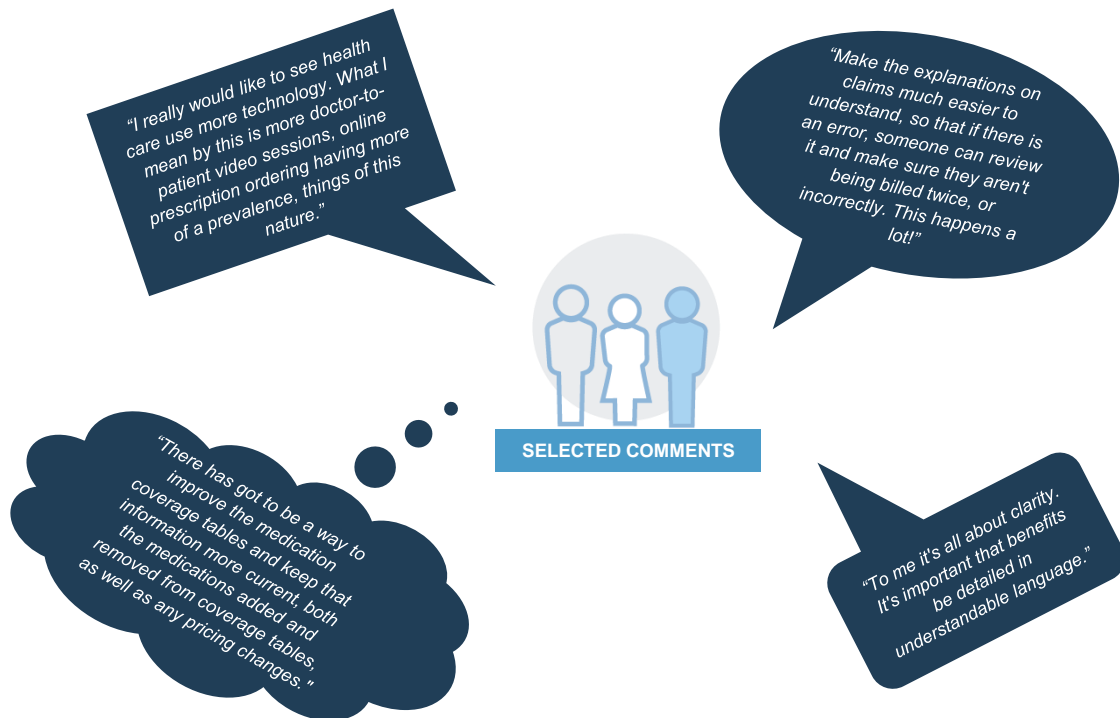 “I really would like to see health
care use more technology. What I
mean by this is more doctor-to-
patient video sessions, online
prescription ordering having more
of a prevalence, things of this
nature.”
“Make the explanations on
claims much easier to
understand, so that if there is
an error, someone can review
it and make sure they aren't
being billed twice, or
incorrectly. This happens a
lot!”
SELECTED COMMENTS
“There has got to be a way to
improve the medication
coverage tables and keep that
information more current, both
the medications added and
removed from coverage tables,
as well as any pricing changes."
“To me it's all about clarity.
It's important that benefits
be detailed in
understandable language.”